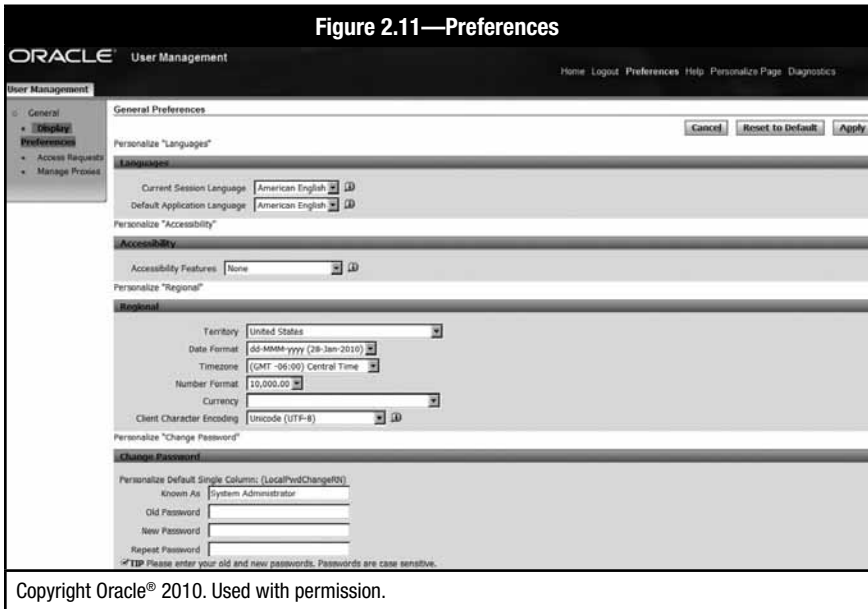 Figure 2.11—Preferences
ORACLE® User Management
Home Logout Preferences Help Personalize Page Diagnostics
User Management
General
Display Preferences
Access Requests
Manage Proxies
General Preferences
Cancel Reset to Default Apply
Personalize "Languages"
Languages
Current Session Language American English
Default Application Language American English
Personalize "Accessibility"
Accessibility
Accessibility Features None
Personalize "Regional"
Regional
Territory United States
Date Format dd-MMM-yyyy (28-Jan-2010)
Timezone (GMT -06:00) Central Time
Number Format 10,000.00
Currency
Client Character Encoding Unicode (UTF-8)
Personalize "Change Password"
Change Password
Personalize Default Single Column: (LocalPwdChangeRN)
Known As System Administrator
Old Password
New Password
Repeat Password
TIP Please enter your old and new passwords. Passwords are case sensitive.
Copyright Oracle® 2010. Used with permission.